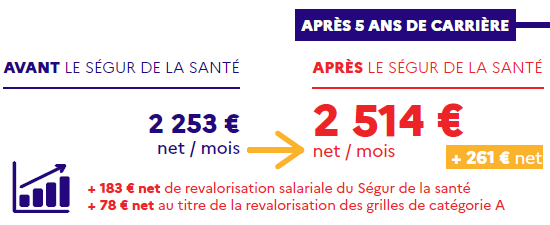 APRÈS 5 ANS DE CARRIÈRE
AVANT LE SÉGUR DE LA SANTÉ
APRÈS LE SÉGUR DE LA SANTÉ
2 253 €
net / mois
2 514 €
net / mois
+ 261 € net
+ 183 € net de revalorisation salariale du Ségur de la santé
+ 78 € net au titre de la revalorisation des grilles de catégorie A